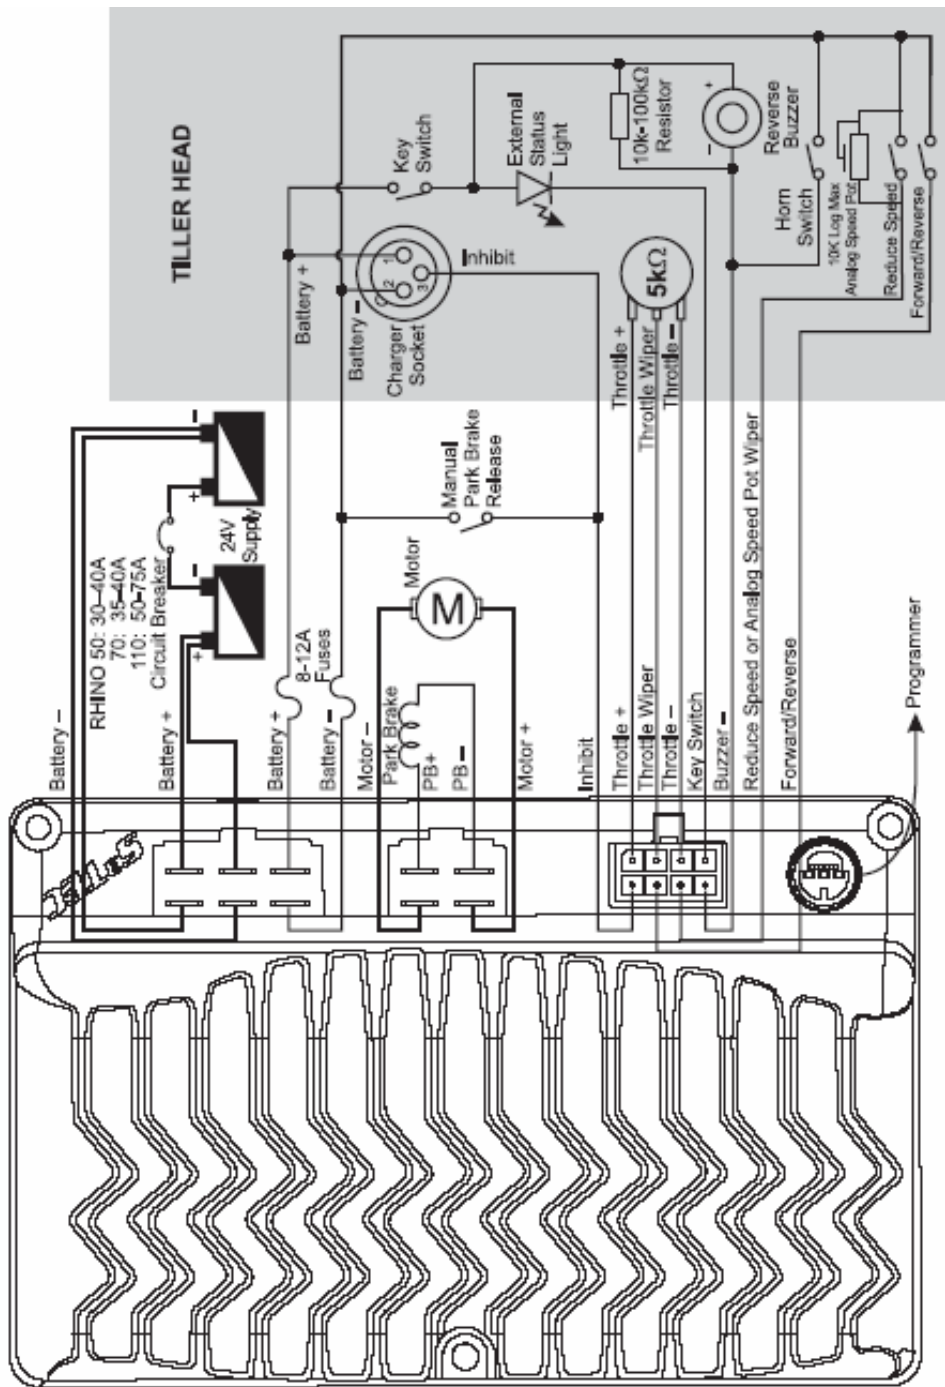 TILLER HEAD
Key
Switch
External
Status
Light
10k-100kΩ
Resistor
+
−
Reverse
Buzzer
Horn
Switch
10K Log Max
Analog Speed Pot
Reduce Speed
Forward/Reverse
Battery +
Battery −
1
2
3
Inhibit
Charger
Socket
5kΩ
Throttle +
Throttle Wiper
Throttle −
−
+
24V
Supply
−
+
RHINO 50: 30-40A
70: 35-40A
110: 50-75A
Circuit Breaker
Manual
Park Brake
Release
Motor
M
8-12A
Fuses
Park Brake
Battery −
Battery +
Battery +
Battery −
Motor −
PB+
PB−
Motor +
Inhibit
Throttle +
Throttle Wiper
Throttle −
Key Switch
Buzzer −
Reduce Speed or Analog Speed Pot Wiper
Forward/Reverse
Programmer